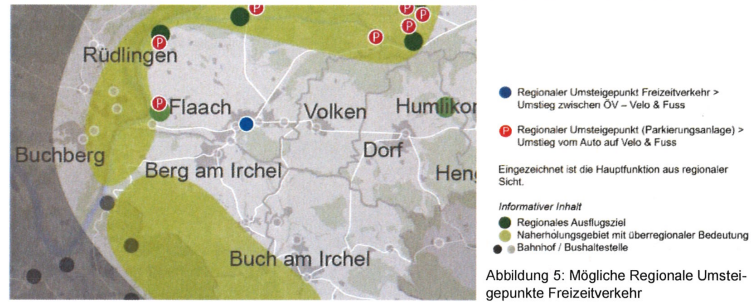 Rüdlingen
Flaach
Volken
Humlikon
Buchberg
Dorf
Berg am Irchel
Heng
Buch am Irchel
P
P
P
P
P
P
P
Regionaler Umsteigepunkt Freizeitverkehr >
Umstieg zwischen ÖV – Velo & Fuss
P Regionaler Umsteigepunkt (Parkierungsanlage) >
Umstieg vom Auto auf Velo & Fuss
Eingezeichnet ist die Hauptfunktion aus regionaler
Sicht.
Informativer Inhalt
Regionales Ausflugsziel
Naherholungsgebiet mit überregionaler Bedeutung
Bahnhof / Bushaltestelle
Abbildung 5: Mögliche Regionale Umstei-
gepunkte Freizeitverkehr